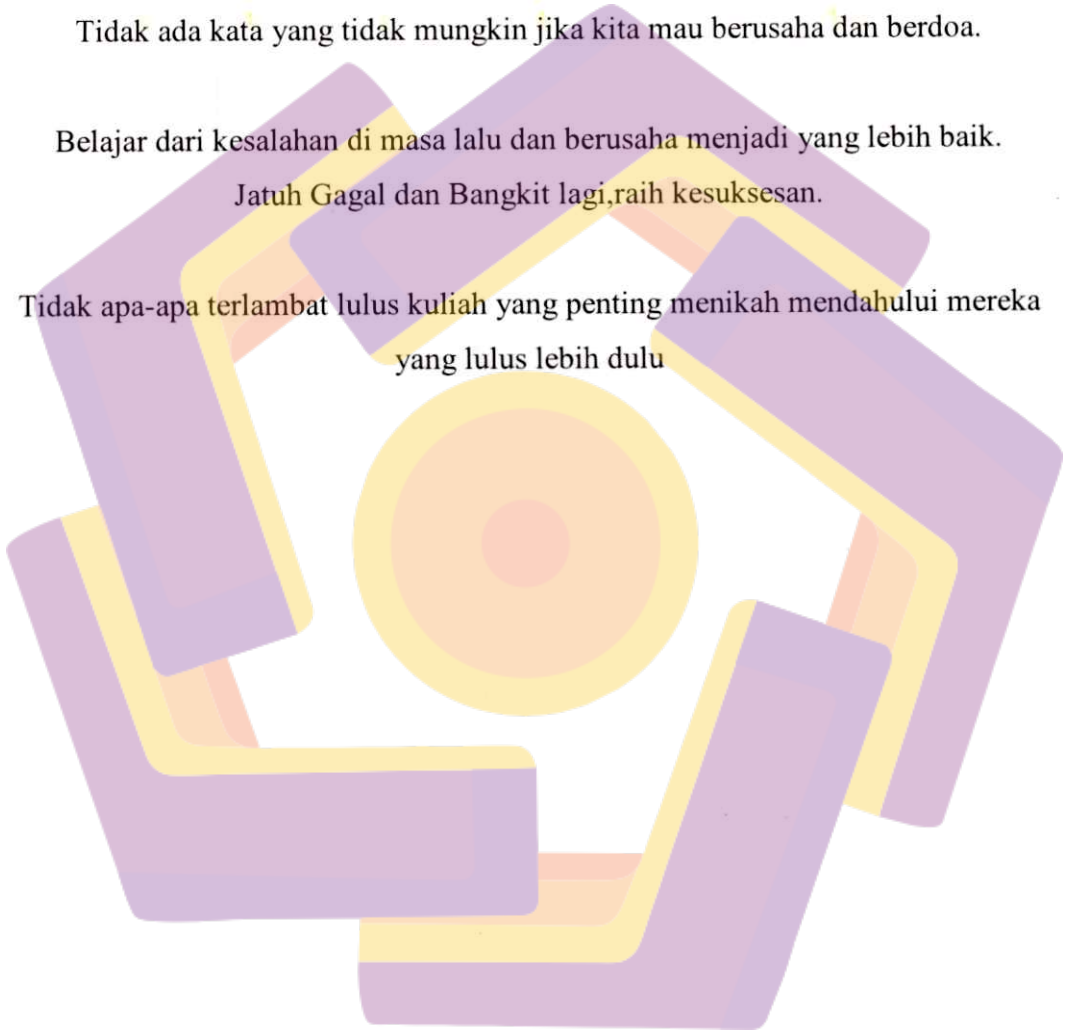 Tidak ada kata yang tidak mungkin jika kita mau berusaha dan berdoa.
Belajar dari kesalahan di masa lalu dan berusaha menjadi yang lebih baik.
Jatuh Gagal dan Bangkit lagi,raih kesuksesan.
Tidak apa-apa terlambat lulus kuliah yang penting menikah mendahului mereka
yang lulus lebih dulu